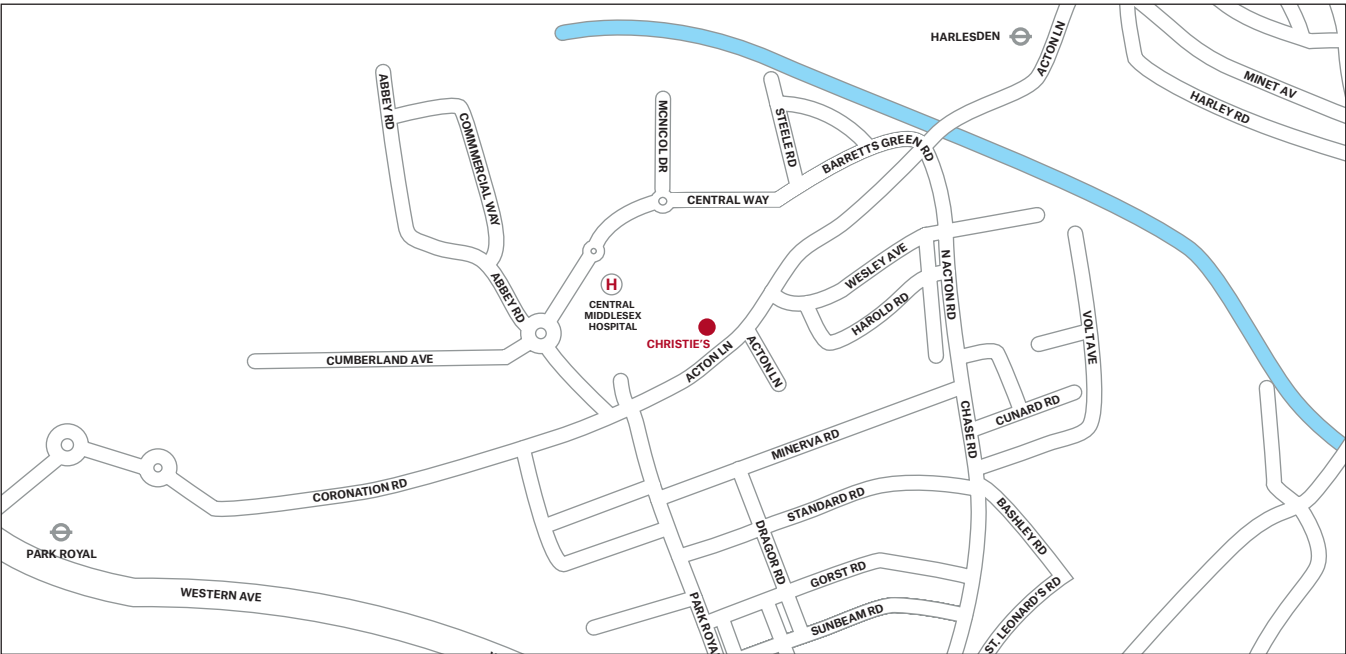 HARLESDEN
ACTON LN
MINET AV
HARLEY RD
ABBEY RD
COMMMERCIAL WAY
MCNICOL DR
STEELE RD
BARRETTS GREEN RD
CENTRAL WAY
ABBEY RD
H
CENTRAL
MIDDLESEX
HOSPITAL
CHRISTIE'S
WESLEY AVE
HAROLD RD
N ACTON RD
VOLT AVE
CUMBERLAND AVE
ACTON LN
ACTON LN
CUNARD RD
CHASE RD
MINERVA RD
CORONATION RD
STANDARD RD
BASHLEY RD
DRAGOR RD
PARK ROYAL
GORST RD
WESTERN AVE
PARK ROYA
SUNBEAM RD
ST. LEONARD'S RD